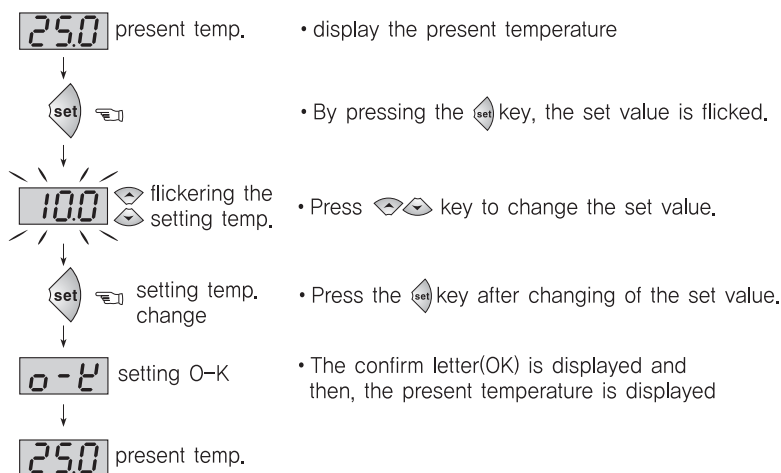 25.0 present temp.
• display the present temperature
set
• By pressing the set key, the set value is flicked.
10.0 flickering the
setting temp.
• Press key to change the set value.
set setting temp.
change
• Press the set key after changing of the set value.
o-k setting O-K
• The confirm letter(OK) is displayed and
then, the present temperature is displayed
25.0 present temp.